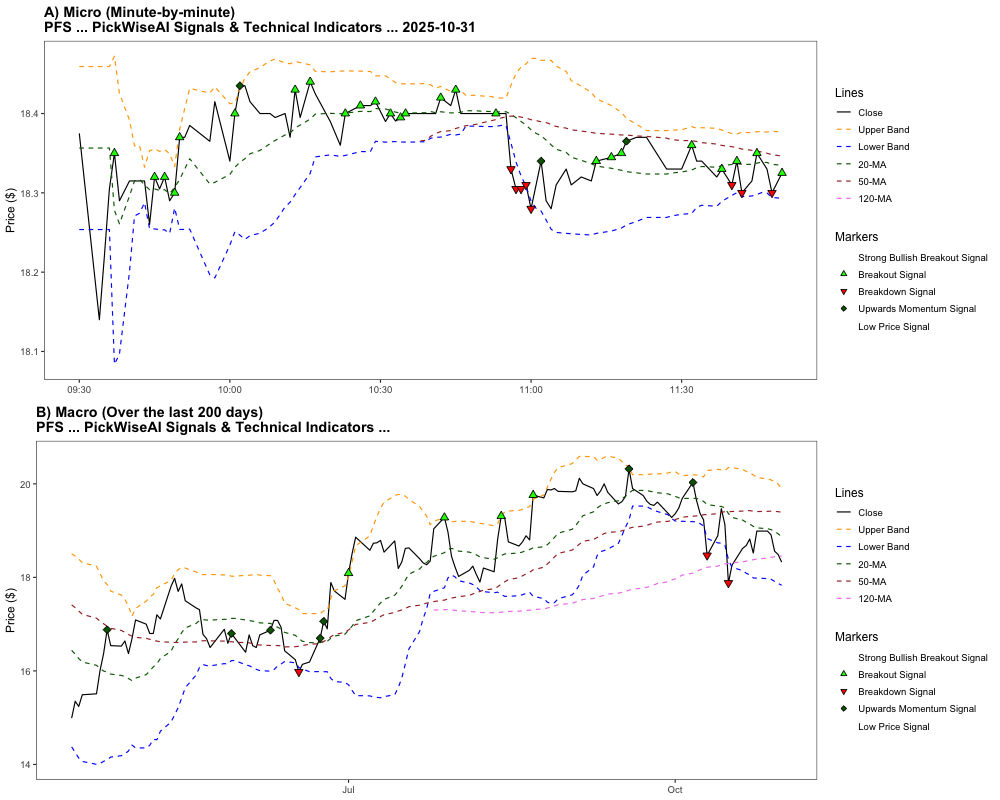 A) Micro (Minute-by-minute)
PFS ... PickWiseAI Signals & Technical Indicators ... 2025-10-31
Price ($)
18.4
18.3
18.2
18.1
09:30
10:00
10:30
11:00
11:30
Lines
Close
Upper Band
Lower Band
20-MA
50-MA
120-MA
Markers
Strong Bullish Breakout Signal
Breakout Signal
Breakdown Signal
Upwards Momentum Signal
Low Price Signal
B) Macro (Over the last 200 days)
PFS ... PickWiseAI Signals & Technical Indicators ...
Price ($)
20
18
16
14
Jul
Oct
Lines
Close
Upper Band
Lower Band
20-MA
50-MA
120-MA
Markers
Strong Bullish Breakout Signal
Breakout Signal
Breakdown Signal
Upwards Momentum Signal
Low Price Signal